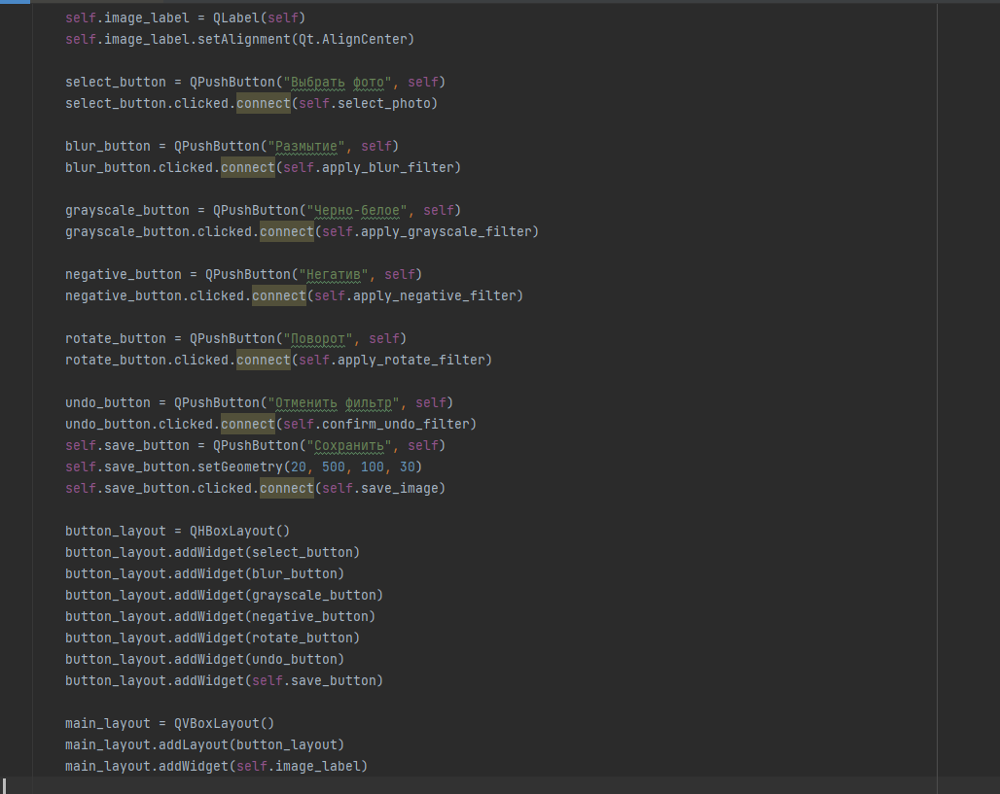 self.image_label = QLabel(self)
self.image_label.setAlignment(Qt.AlignCenter)
select_button = QPushButton("Выбрать фото", self)
select_button.clicked.connect(self.select_photo)
blur_button = QPushButton("Размытие", self)
blur_button.clicked.connect(self.apply_blur_filter)
grayscale_button = QPushButton("Черно-белое", self)
grayscale_button.clicked.connect(self.apply_grayscale_filter)
negative_button = QPushButton("Негатив", self)
negative_button.clicked.connect(self.apply_negative_filter)
rotate_button = QPushButton("Поворот", self)
rotate_button.clicked.connect(self.apply_rotate_filter)
undo_button = QPushButton("Отменить фильтр", self)
undo_button.clicked.connect(self.confirm_undo_filter)
self.save_button = QPushButton("Сохранить", self)
self.save_button.setGeometry(20, 500, 100, 30)
self.save_button.clicked.connect(self.save_image)
button_layout = QHBoxLayout()
button_layout.addWidget(select_button)
button_layout.addWidget(blur_button)
button_layout.addWidget(grayscale_button)
button_layout.addWidget(negative_button)
button_layout.addWidget(rotate_button)
button_layout.addWidget(undo_button)
button_layout.addWidget(self.save_button)
main_layout = QVBoxLayout()
main_layout.addLayout(button_layout)
main_layout.addWidget(self.image_label)